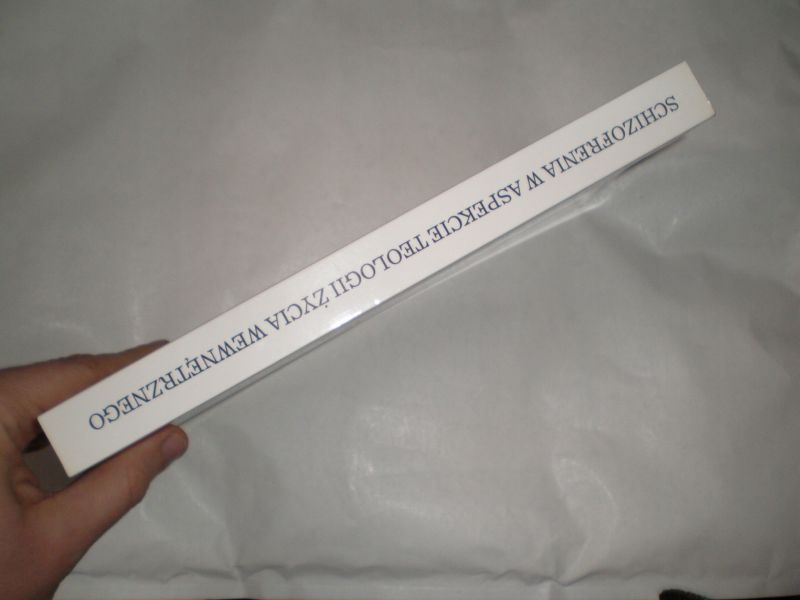 SCHIZOFRENIA W ASPEKCIE TEOLOGII ŻYCIA WEWNĘTRZNEGO